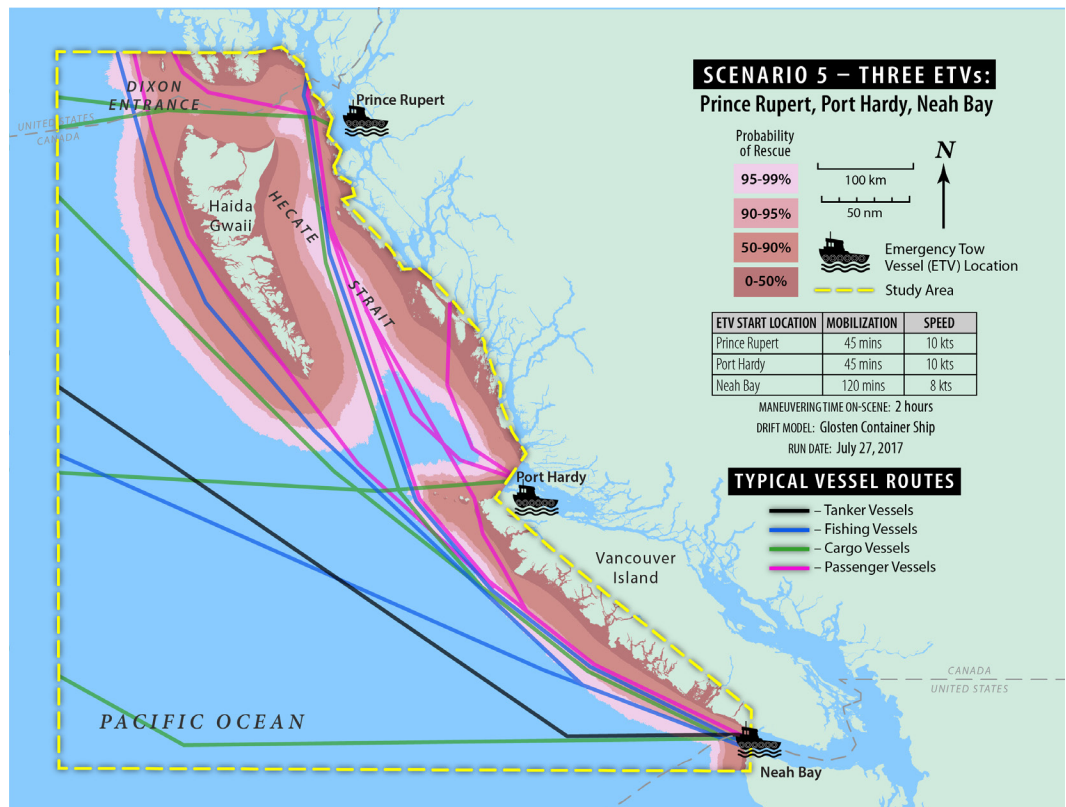 SCENARIO 5 – THREE ETVs:
Prince Rupert, Port Hardy, Neah Bay
Probability
of Rescue
95-99%
90-95%
50-90%
0-50%
100 km
50 nm
N
Emergency Tow
Vessel (ETV) Location
Study Area
ETV START LOCATION MOBILIZATION SPEED
Prince Rupert 45 mins 10 kts
Port Hardy 45 mins 10 kts
Neah Bay 120 mins 8 kts
MANEUVERING TIME ON-SCENE: 2 hours
DRIFT MODEL: Glosten Container Ship
RUN DATE: July 27, 2017
TYPICAL VESSEL ROUTES
– Tanker Vessels
– Fishing Vessels
– Cargo Vessels
– Passenger Vessels
DIXON
ENTRANCE
UNITED STATES
CANADA
Prince Rupert
Haida
Gwaii
HECATE
STRAIT
Port Hardy
Vancouver
Island
CANADA
UNITED STATES
PACIFIC OCEAN
Neah Bay